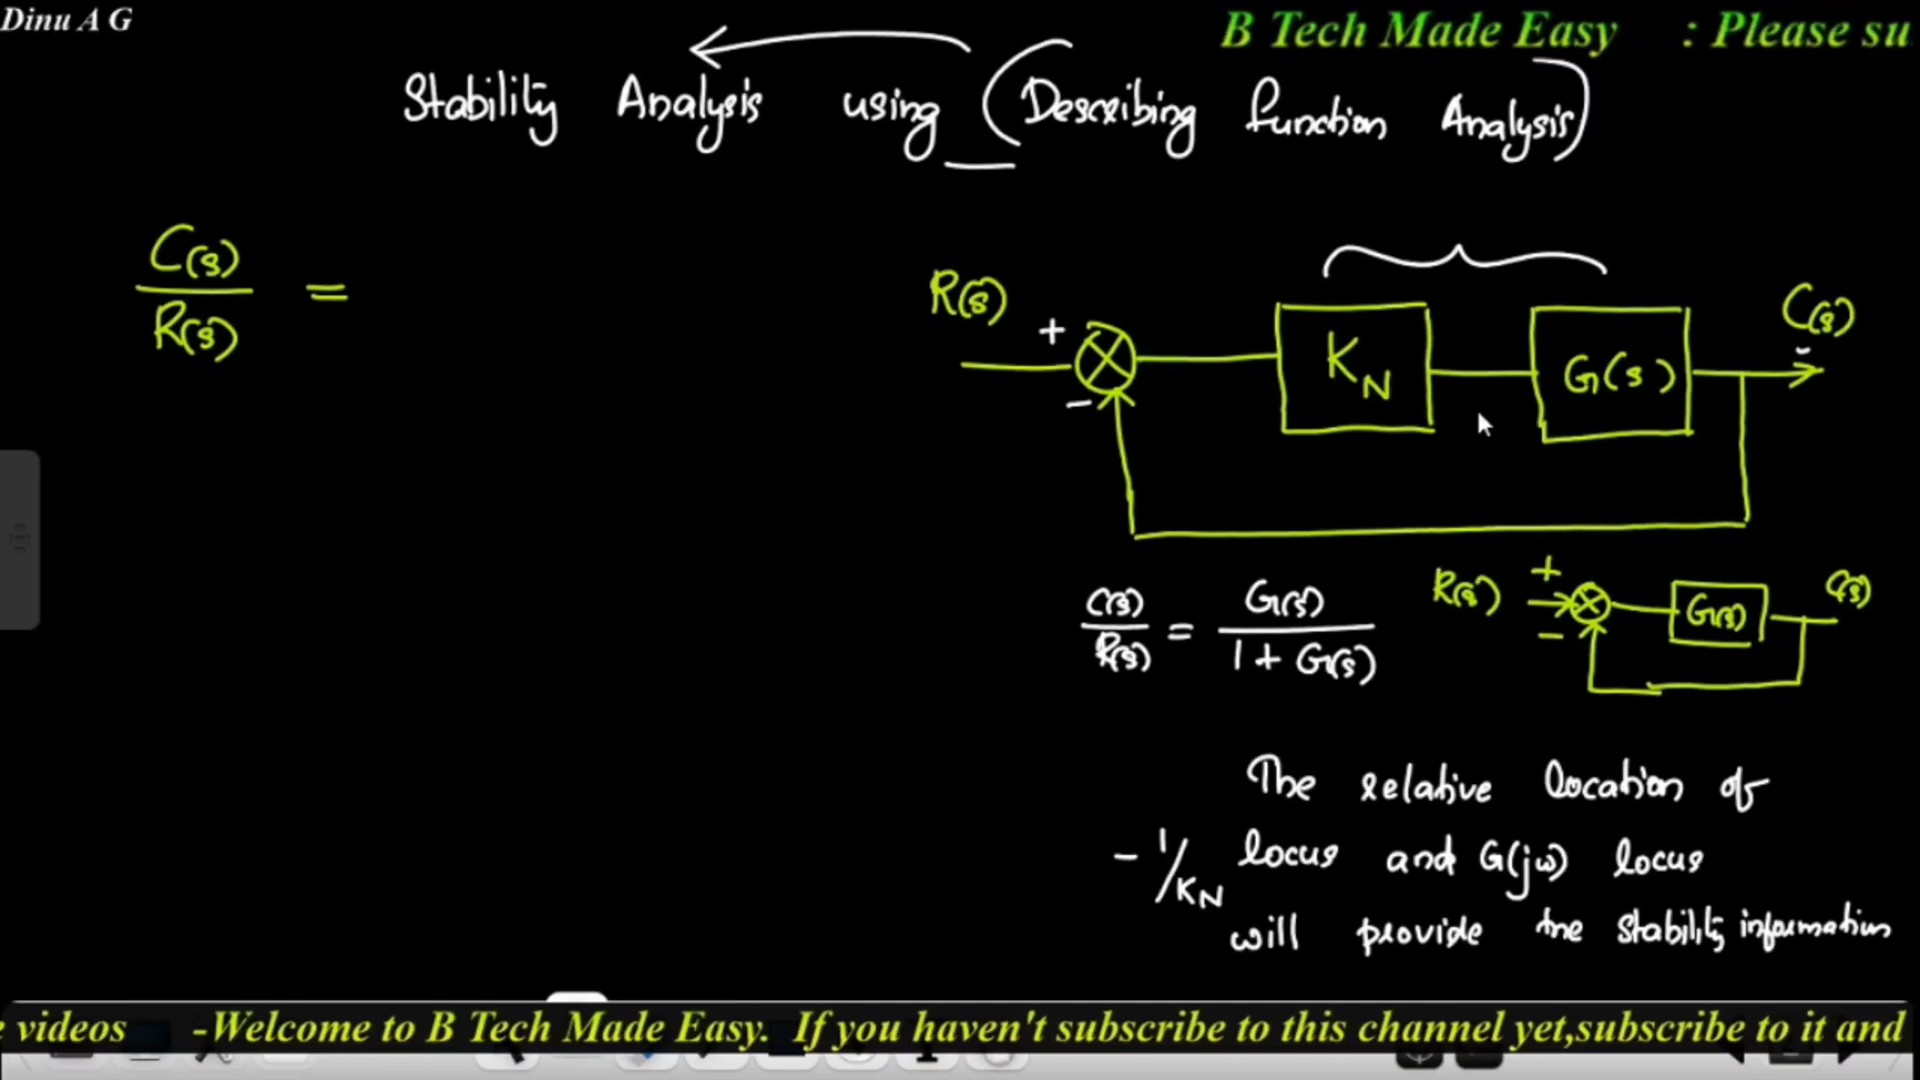 Dinu A G
B Tech Made Easy : Please su
Stability Analysis using (Describing function Analysis)
C(s)/R(s) =
R(s) + - K_N G(s) C(s)
C(s)/R(s) = G(s)/(1 + G(s))
R(s) + - G(s) C(s)
The relative location of
- 1/K_N locus and G(jω) locus
will provide the stability information
e videos -Welcome to B Tech Made Easy. If you haven't subscribe to this channel yet,subscribe to it and